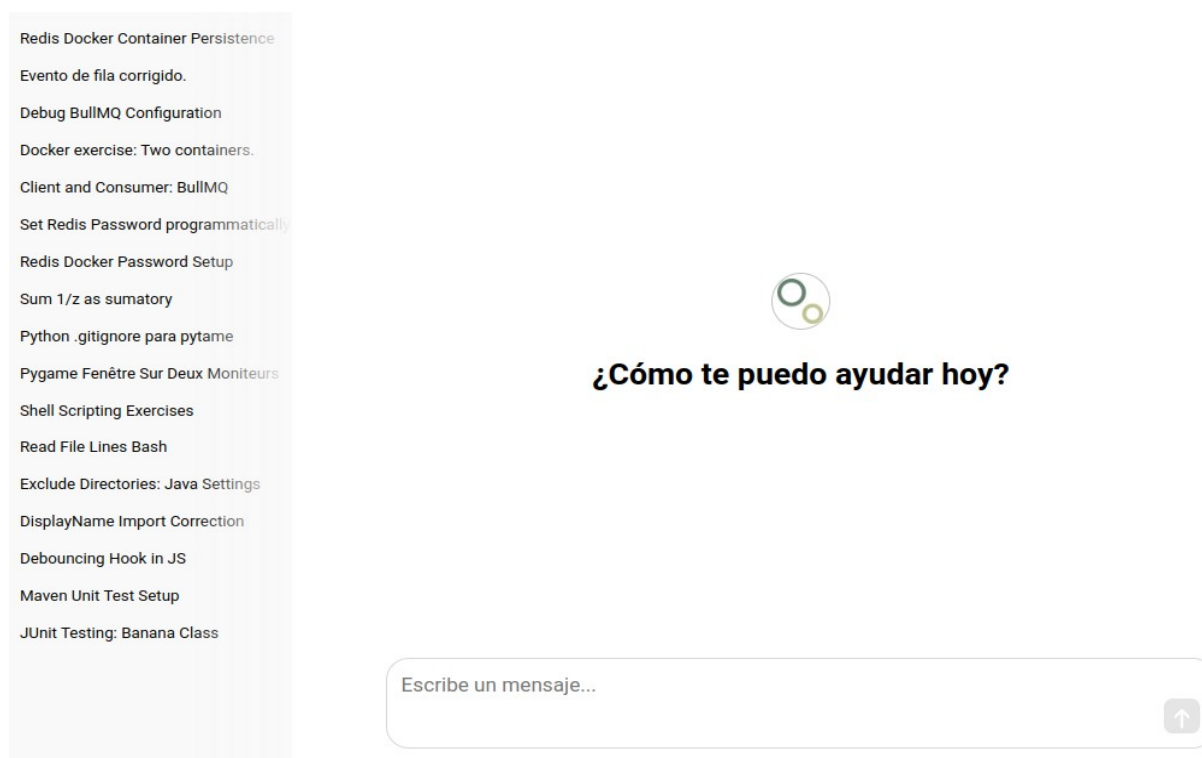 Redis Docker Container Persistence
Evento de fila corrigido.
Debug BullMQ Configuration
Docker exercise: Two containers.
Client and Consumer: BullMQ
Set Redis Password programmatically
Redis Docker Password Setup
Sum 1/z as sumatory
Python .gitignore para pytame
Pygame Fenêtre Sur Deux Moniteurs
Shell Scripting Exercises
Read File Lines Bash
Exclude Directories: Java Settings
DisplayName Import Correction
Debouncing Hook in JS
Maven Unit Test Setup
JUnit Testing: Banana Class
¿Cómo te puedo ayudar hoy?
Escribe un mensaje...